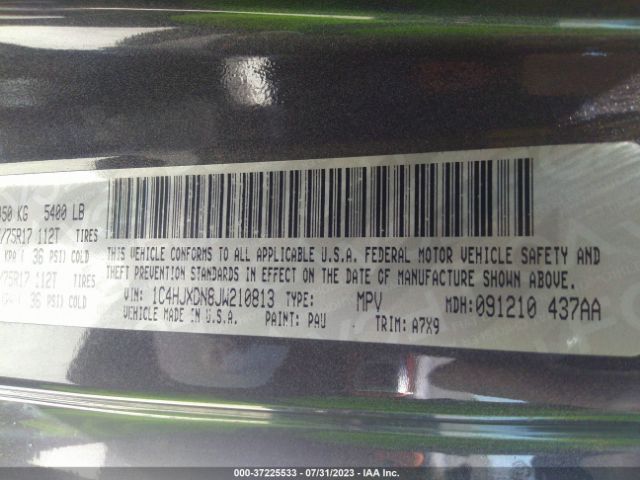 450 KG 5400 LB
/75R17 112T TIRES
KPA( 36 PSI) COLD
/75R17 112T TIRES
KPA( 36 PSI) COLD
THIS VEHICLE CONFORMS TO ALL APPLICABLE U.S.A. FEDERAL MOTOR VEHICLE SAFETY AND
THEFT PREVENTION STANDARDS IN EFFECT ON THE DATE OF MANUFACTURE SHOWN ABOVE.
VIN: 1C4HJXDN8JW210813 TYPE: MPV MDH:091210 437AA
VEHICLE MADE IN U.S.A. PAINT: PAU TRIM: A7X9
000-37225533 - 07/31/2023 - IAA Inc.